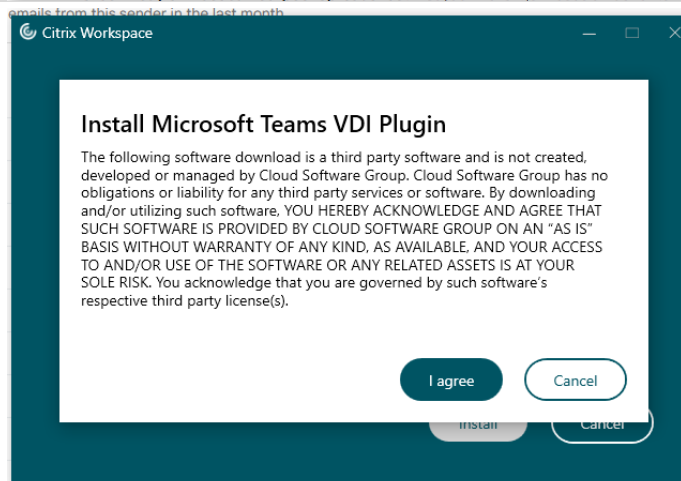 emails from this sender in the last month
Citrix Workspace
Install Microsoft Teams VDI Plugin
The following software download is a third party software and is not created,
developed or managed by Cloud Software Group. Cloud Software Group has no
obligations or liability for any third party services or software. By downloading
and/or utilizing such software, YOU HEREBY ACKNOWLEDGE AND AGREE THAT
SUCH SOFTWARE IS PROVIDED BY CLOUD SOFTWARE GROUP ON AN “AS IS”
BASIS WITHOUT WARRANTY OF ANY KIND, AS AVAILABLE, AND YOUR ACCESS
TO AND/OR USE OF THE SOFTWARE OR ANY RELATED ASSETS IS AT YOUR
SOLE RISK. You acknowledge that you are governed by such software’s
respective third party license(s).
I agree Cancel
Install Cancel